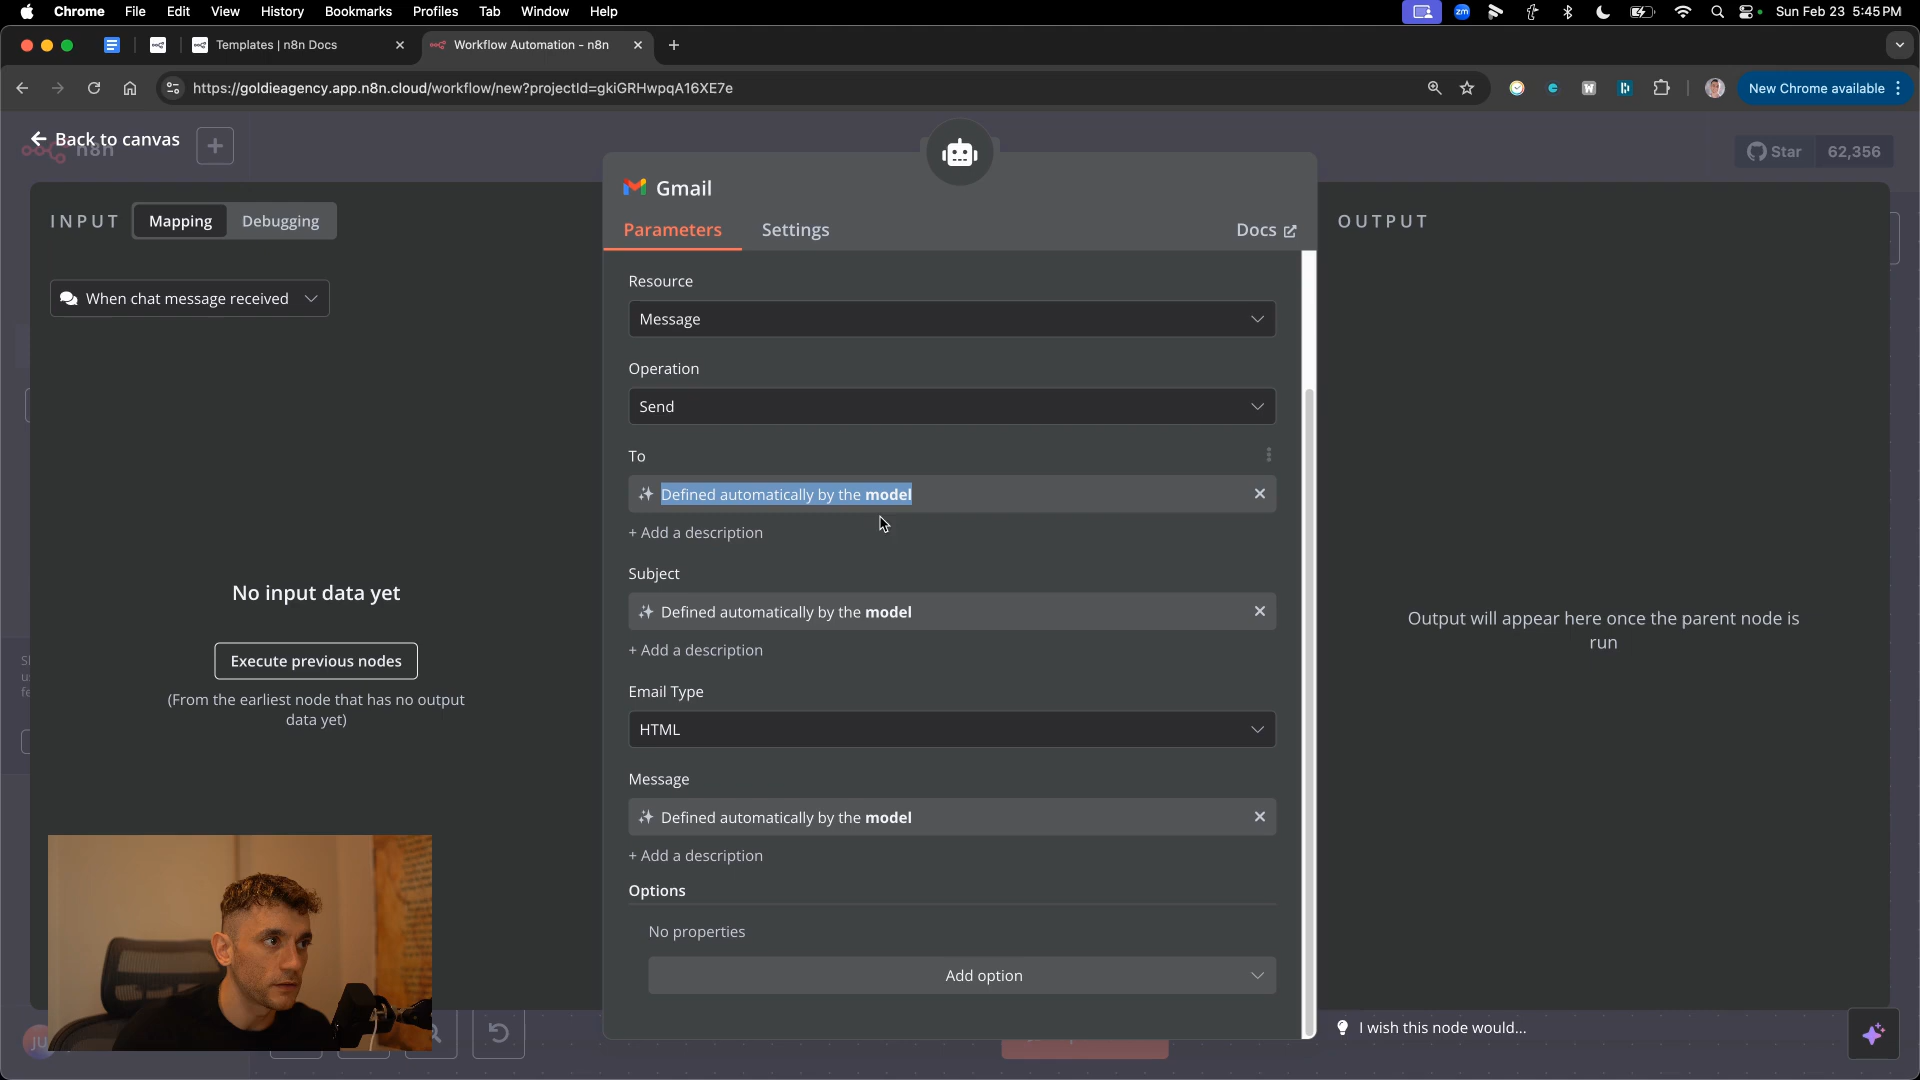 Chrome File Edit View History Bookmarks Profiles Tab Window Help
zm
Sun Feb 23 5:45 PM
Templates | n8n Docs
Workflow Automation - n8n
https://goldieagency.app.n8n.cloud/workflow/new?projectId=gkiGRHwpqA16XE7e
New Chrome available
Back to canvas
n8n
Star 62,356
Gmail
INPUT Mapping Debugging
Parameters Settings Docs
OUTPUT
When chat message received
Resource
Message
Operation
Send
To
Defined automatically by the model
+ Add a description
Subject
Defined automatically by the model
+ Add a description
Email Type
HTML
Message
Defined automatically by the model
+ Add a description
Options
No properties
Add option
No input data yet
Execute previous nodes
(From the earliest node that has no output
data yet)
Output will appear here once the parent node is
run
I wish this node would...
JU